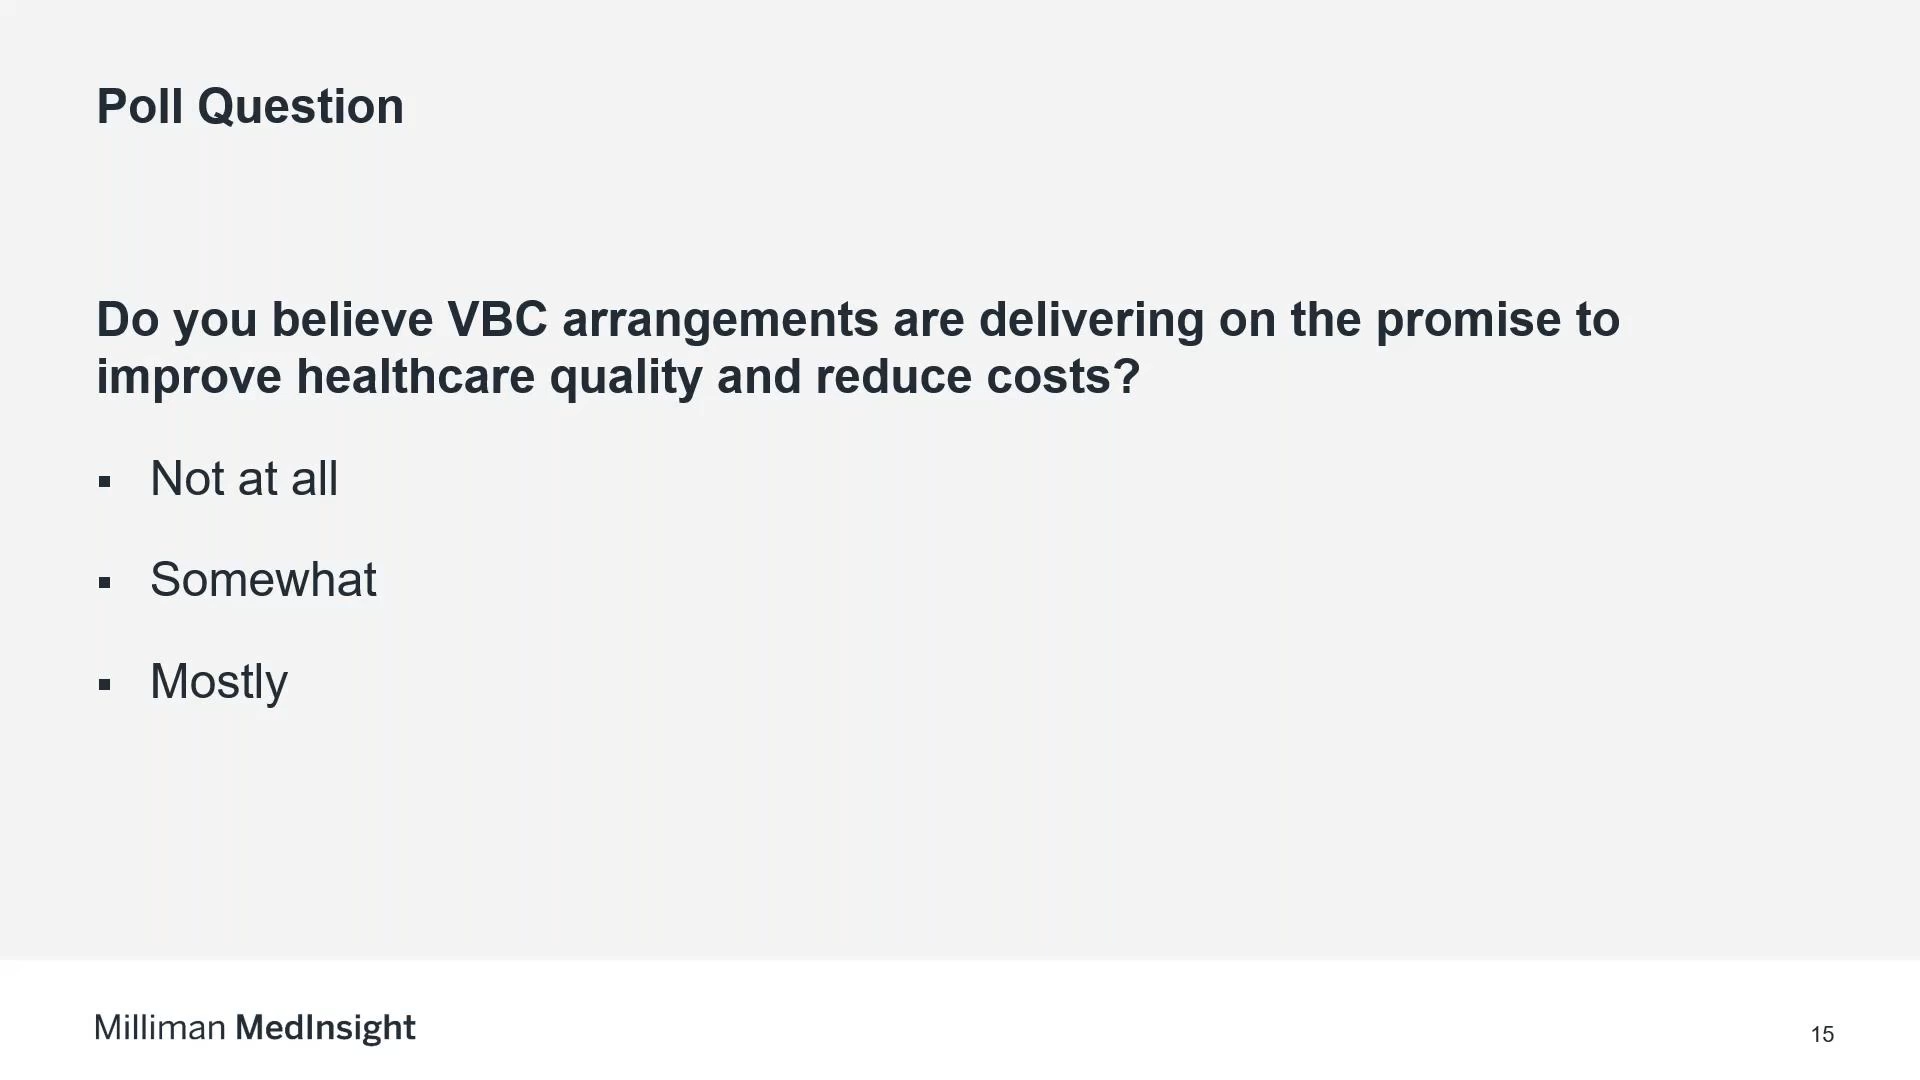 Poll Question
Do you believe VBC arrangements are delivering on the promise to
improve healthcare quality and reduce costs?
▪ Not at all
▪ Somewhat
▪ Mostly
Milliman MedInsight
15